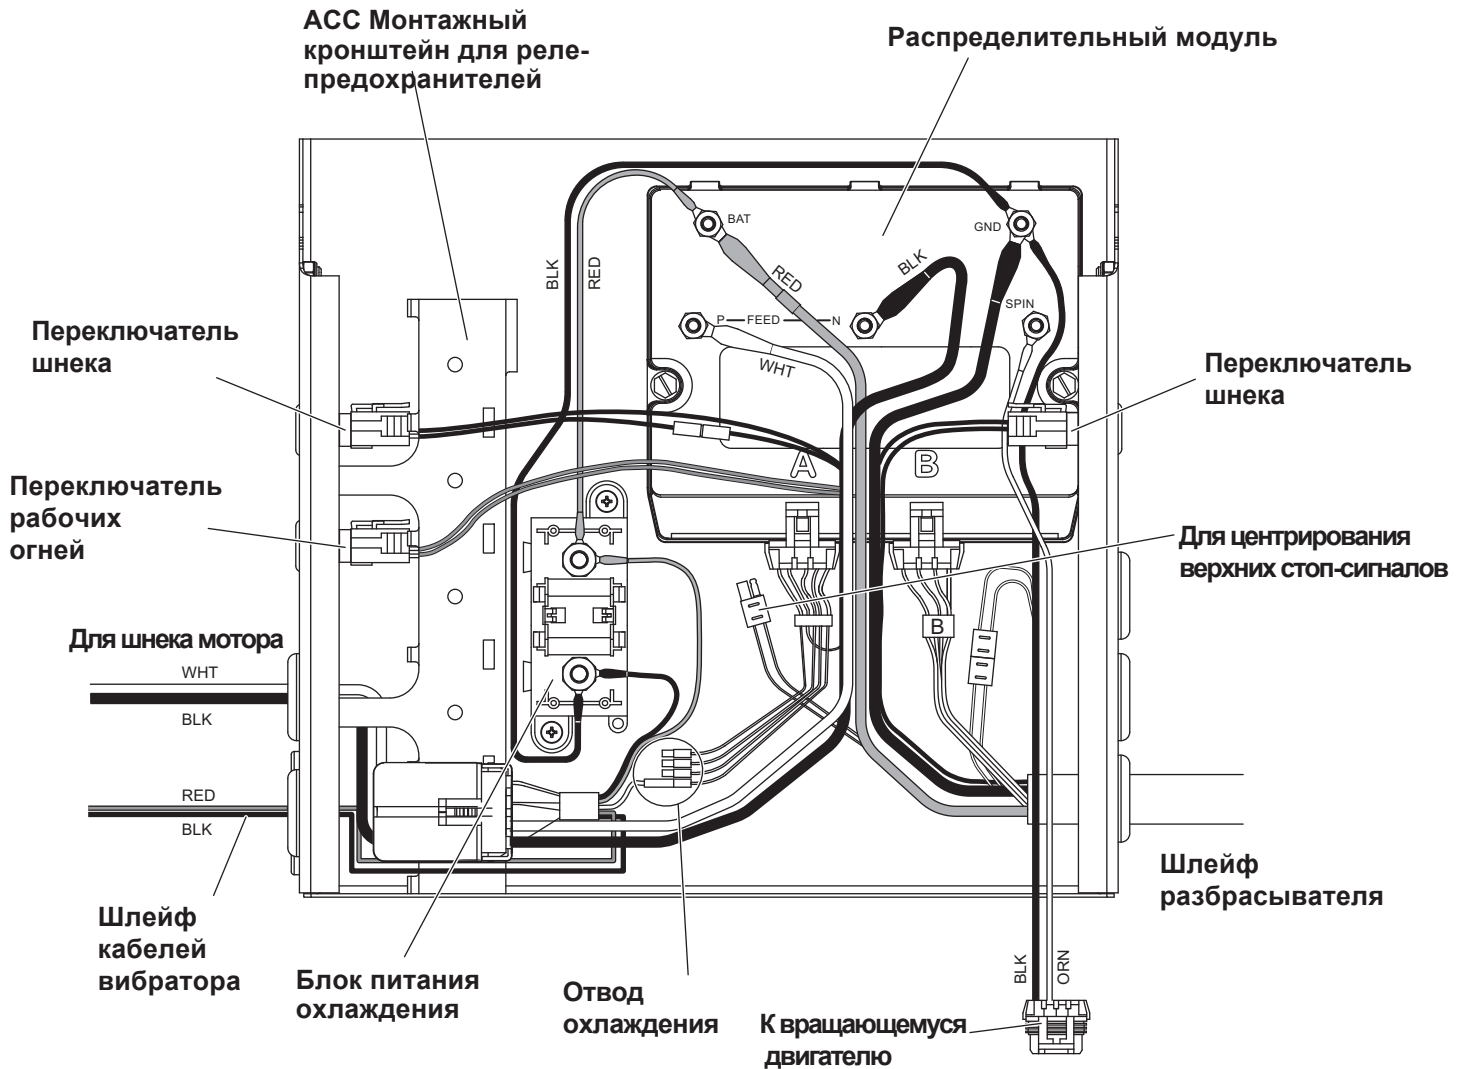 АСС Монтажный
кронштейн для реле-
предохранителей
Распределительный модуль
BAT
GND
BLK
RED
RED
BLK
SPIN
P
FEED
N
WHT
Переключатель
шнека
Переключатель
шнека
A
B
Переключатель
рабочих
огней
Для центрирования
верхних стоп-сигналов
B
Для шнека мотора
WHT
BLK
RED
BLK
Шлейф
разбрасывателя
Шлейф
кабелей
вибратора
Блок питания
охлаждения
Отвод
охлаждения
К вращающемуся
двигателю
BLK
ORN